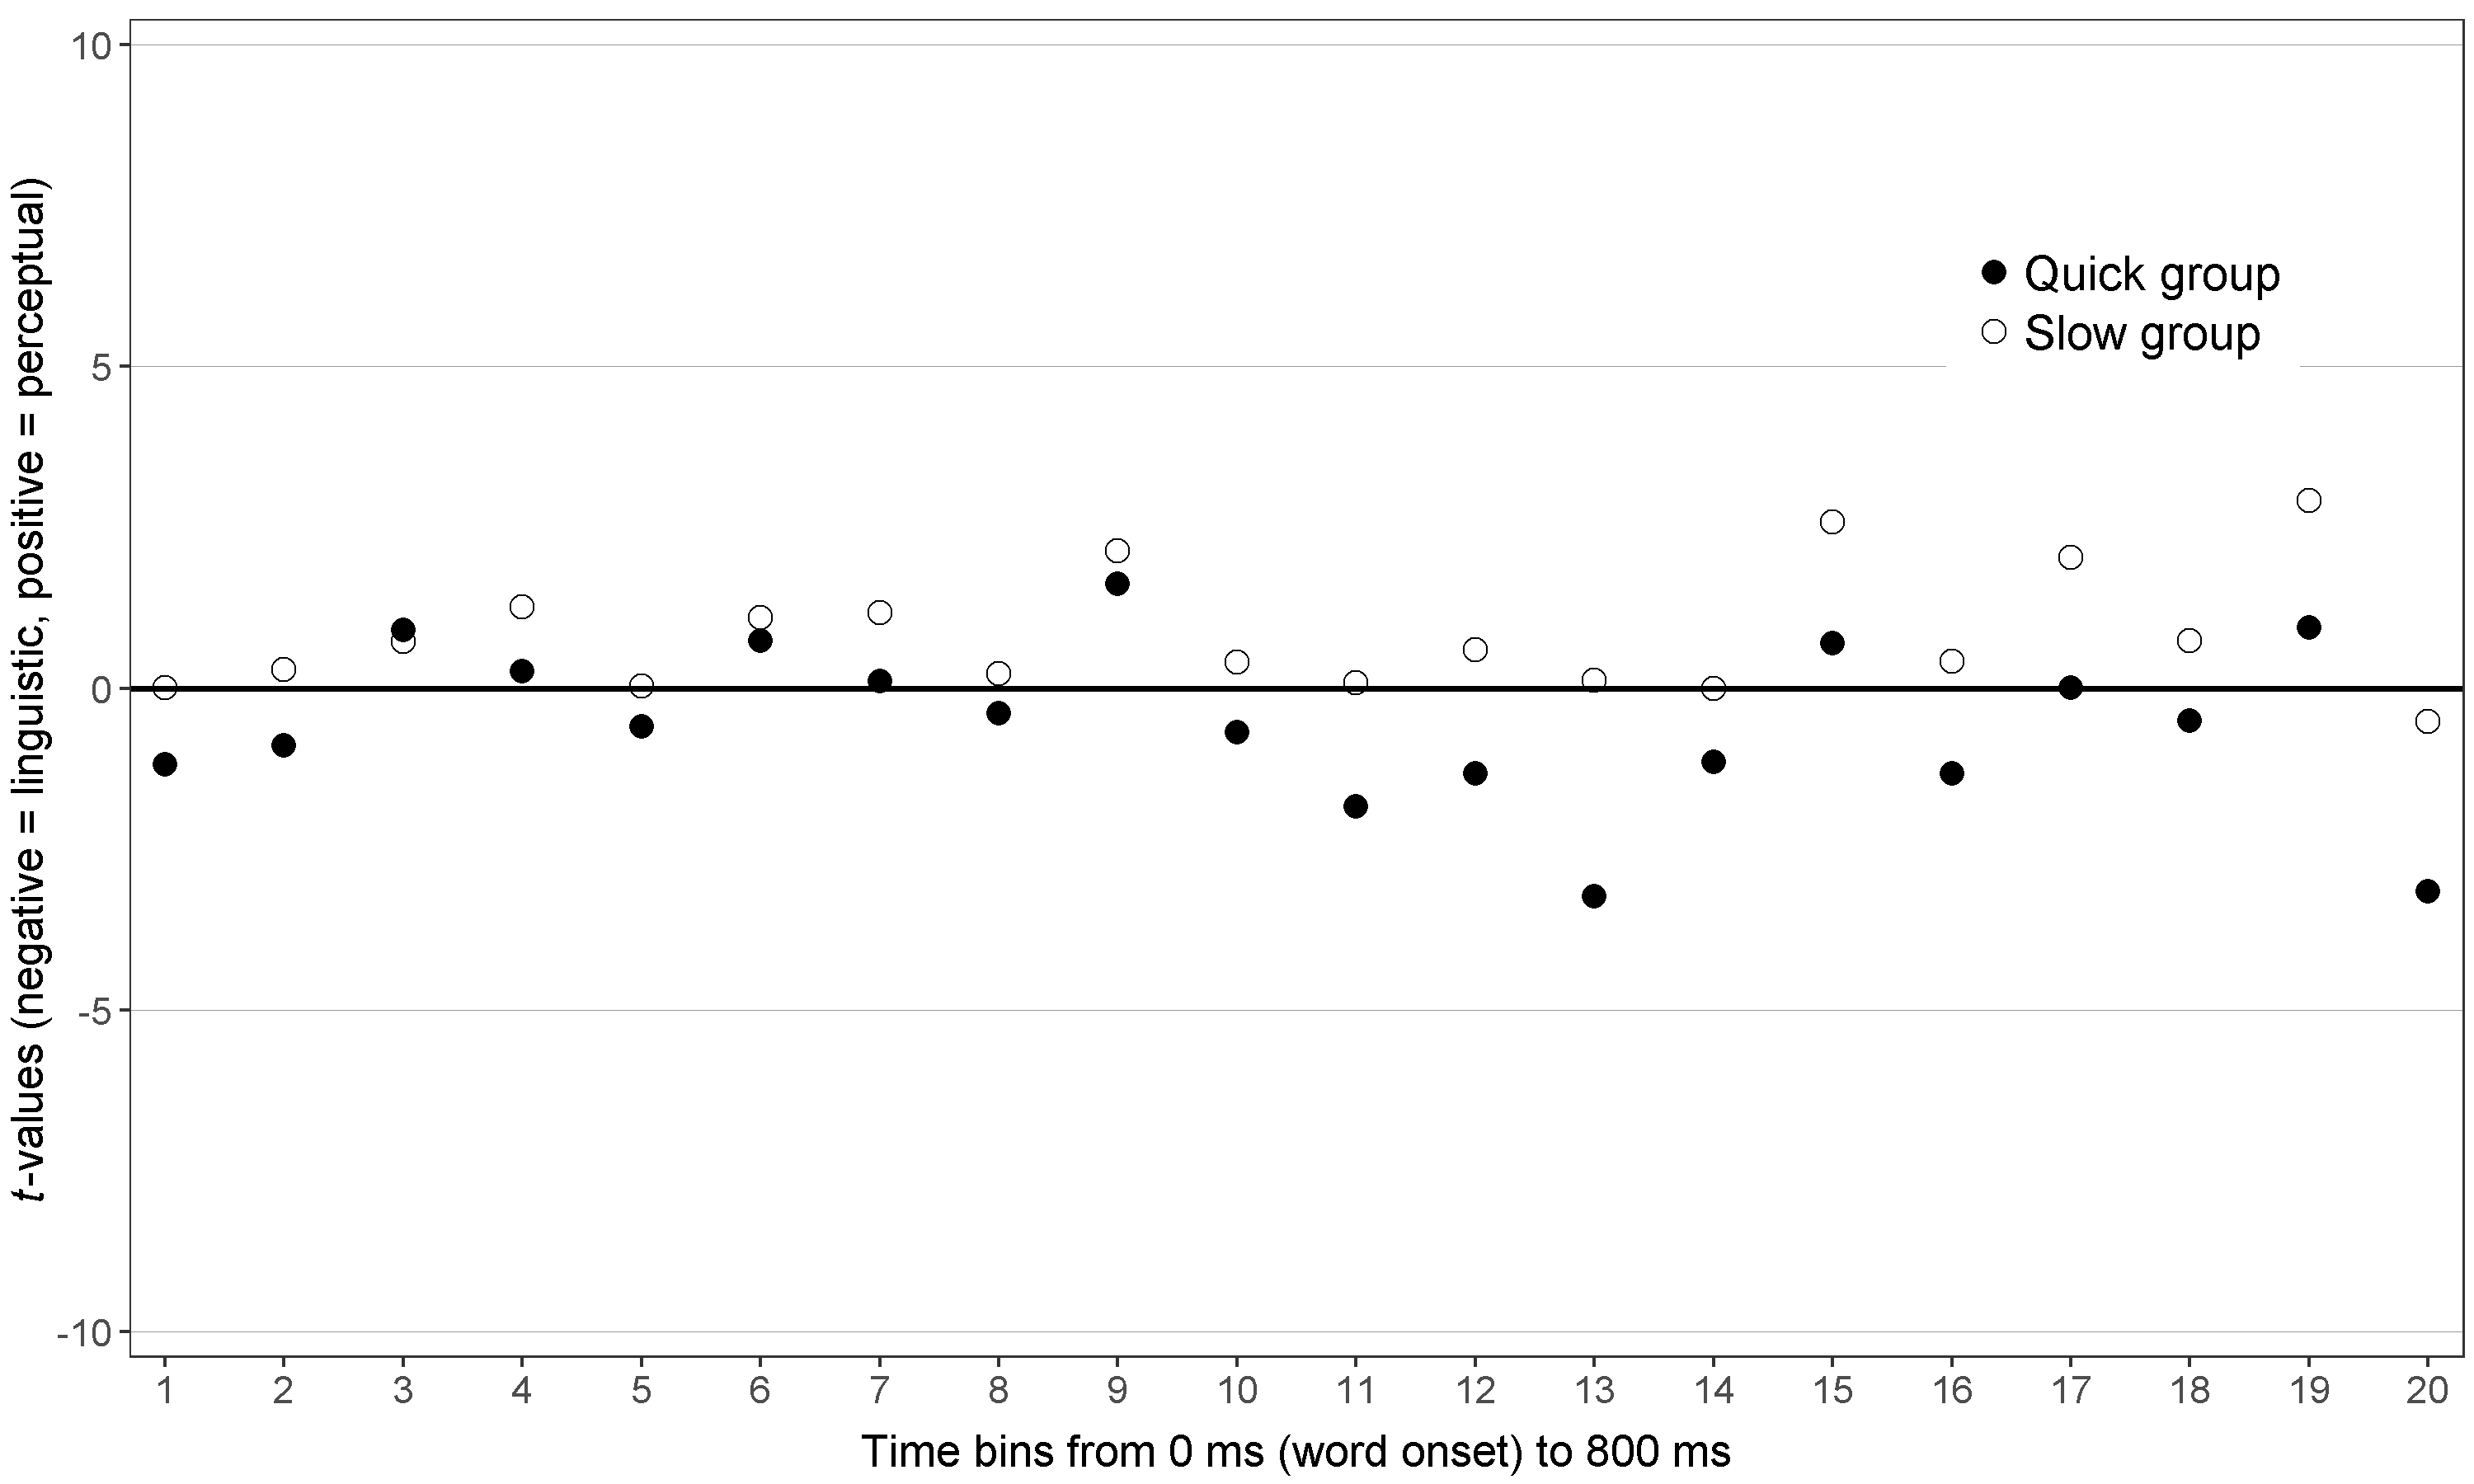 10
5
0
-5
-10
t-values (negative = linguistic, positive = perceptual)
Quick group
Slow group
1 2 3 4 5 6 7 8 9 10 11 12 13 14 15 16 17 18 19 20
Time bins from 0 ms (word onset) to 800 ms